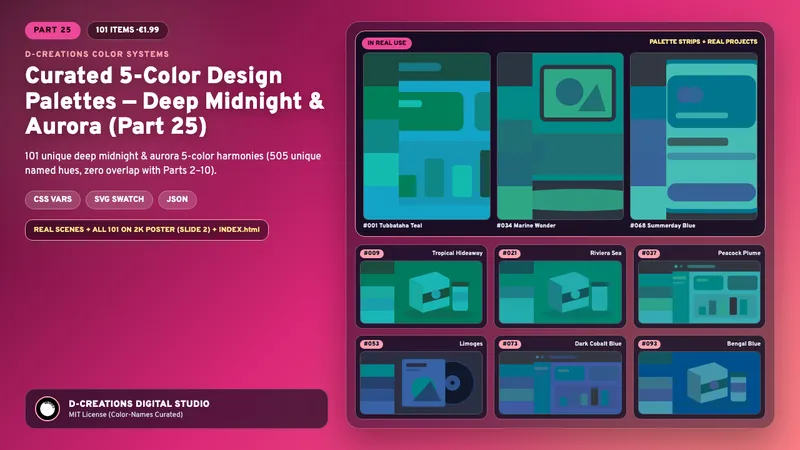 PART 25
101 ITEMS ·€1.99
D-CREATIONS COLOR SYSTEMS
Curated 5-Color Design
Palettes — Deep Midnight &
Aurora (Part 25)
101 unique deep midnight & aurora 5-color harmonies (505 unique
named hues, zero overlap with Parts 2–10).
CSS VARS
SVG SWATCH
JSON
REAL SCENES + ALL 101 ON 2K POSTER (SLIDE 2) + INDEX.html
D-CREATIONS DIGITAL STUDIO
MIT License (Color-Names Curated)
IN REAL USE
PALETTE STRIPS + REAL PROJECTS
#001 Tubbataha Teal
#034 Marine Wonder
#068 Summerday Blue
#009
Tropical Hideaway
#021
Riviera Sea
#037
Peacock Plume
#053
Limoges
#073
Dark Cobalt Blue
#093
Bengal Blue